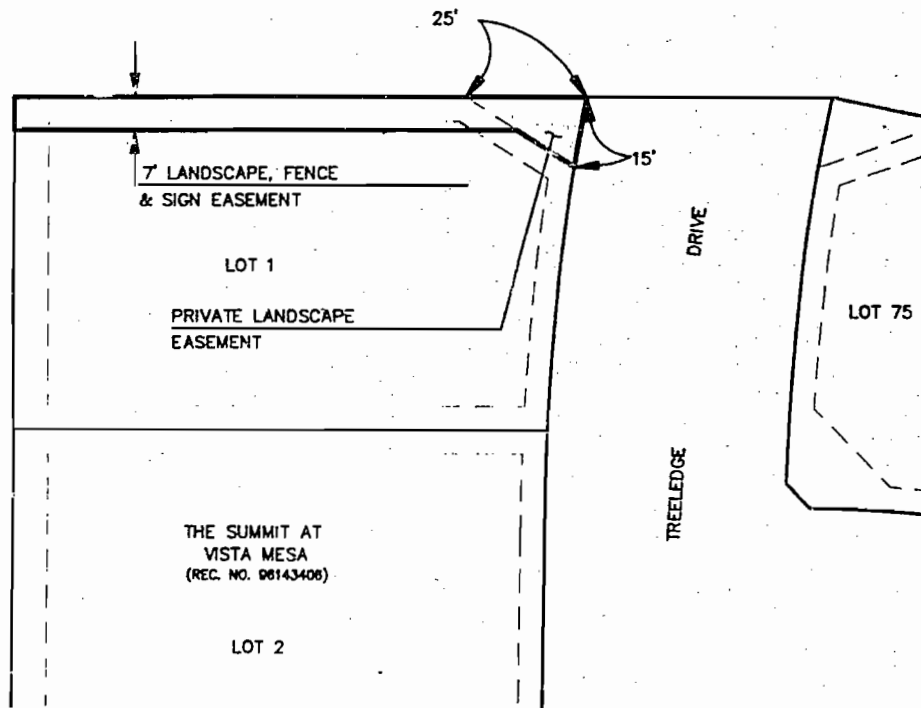 25'
15'
7' LANDSCAPE, FENCE
& SIGN EASEMENT
LOT 1
DRIVE
LOT 75
PRIVATE LANDSCAPE
EASEMENT
TREELEDGE
THE SUMMIT AT
VISTA MESA
(REC. NO. 96143406)
LOT 2